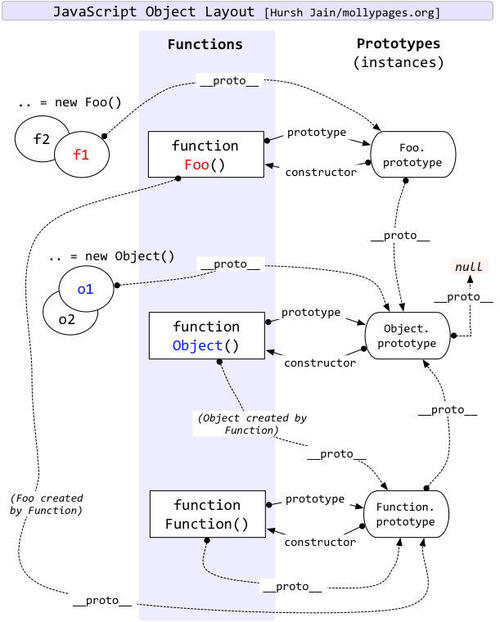 JavaScript Object Layout [Hursh Jain/mollypages.org]
Functions
Prototypes
(instances)
__proto__
.. = new Foo()
f2
f1
function
Foo()
prototype
constructor
Foo.
prototype
__proto__
.. = new Object()
o1
o2
__proto__
null
__proto__
function
Object()
prototype
constructor
Object.
prototype
(Object created by
Function)
__proto__
__proto__
(Foo created
by Function)
function
Function()
prototype
constructor
Function.
prototype
__proto__
__proto__